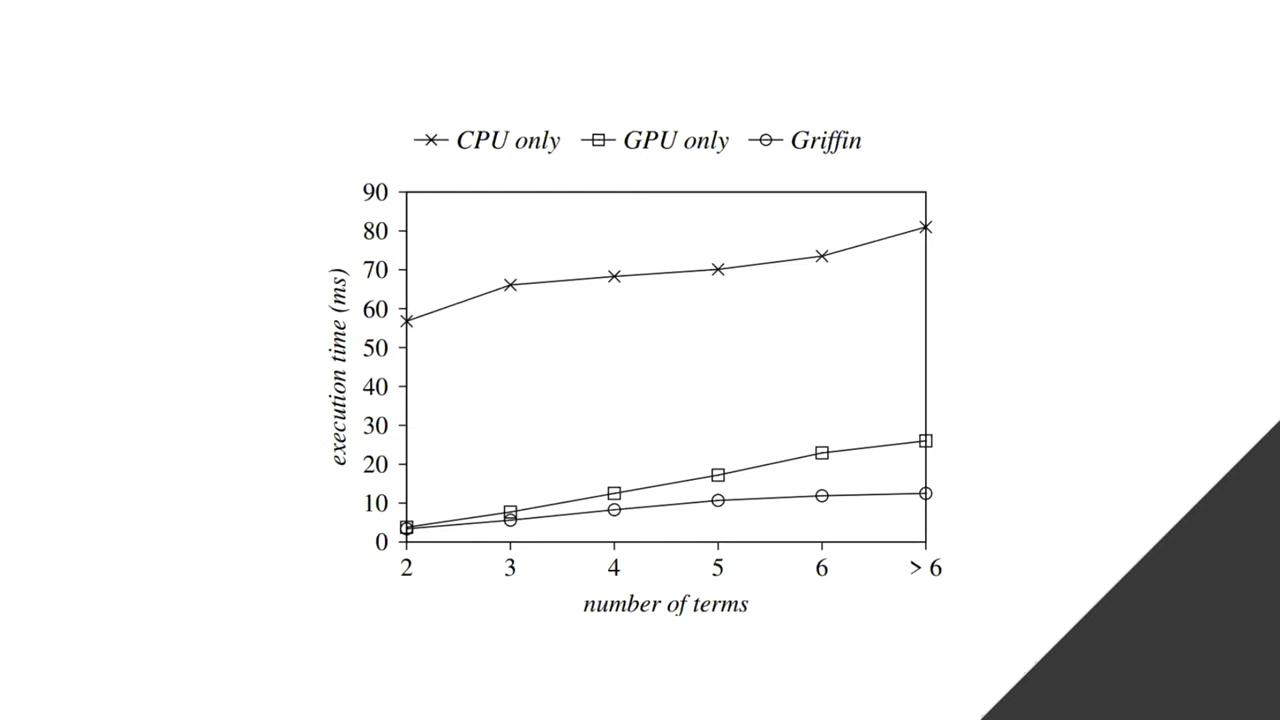 CPU only GPU only Griffin
90
80
70
60
50
40
30
20
10
0
execution time (ms)
2 3 4 5 6 > 6
number of terms